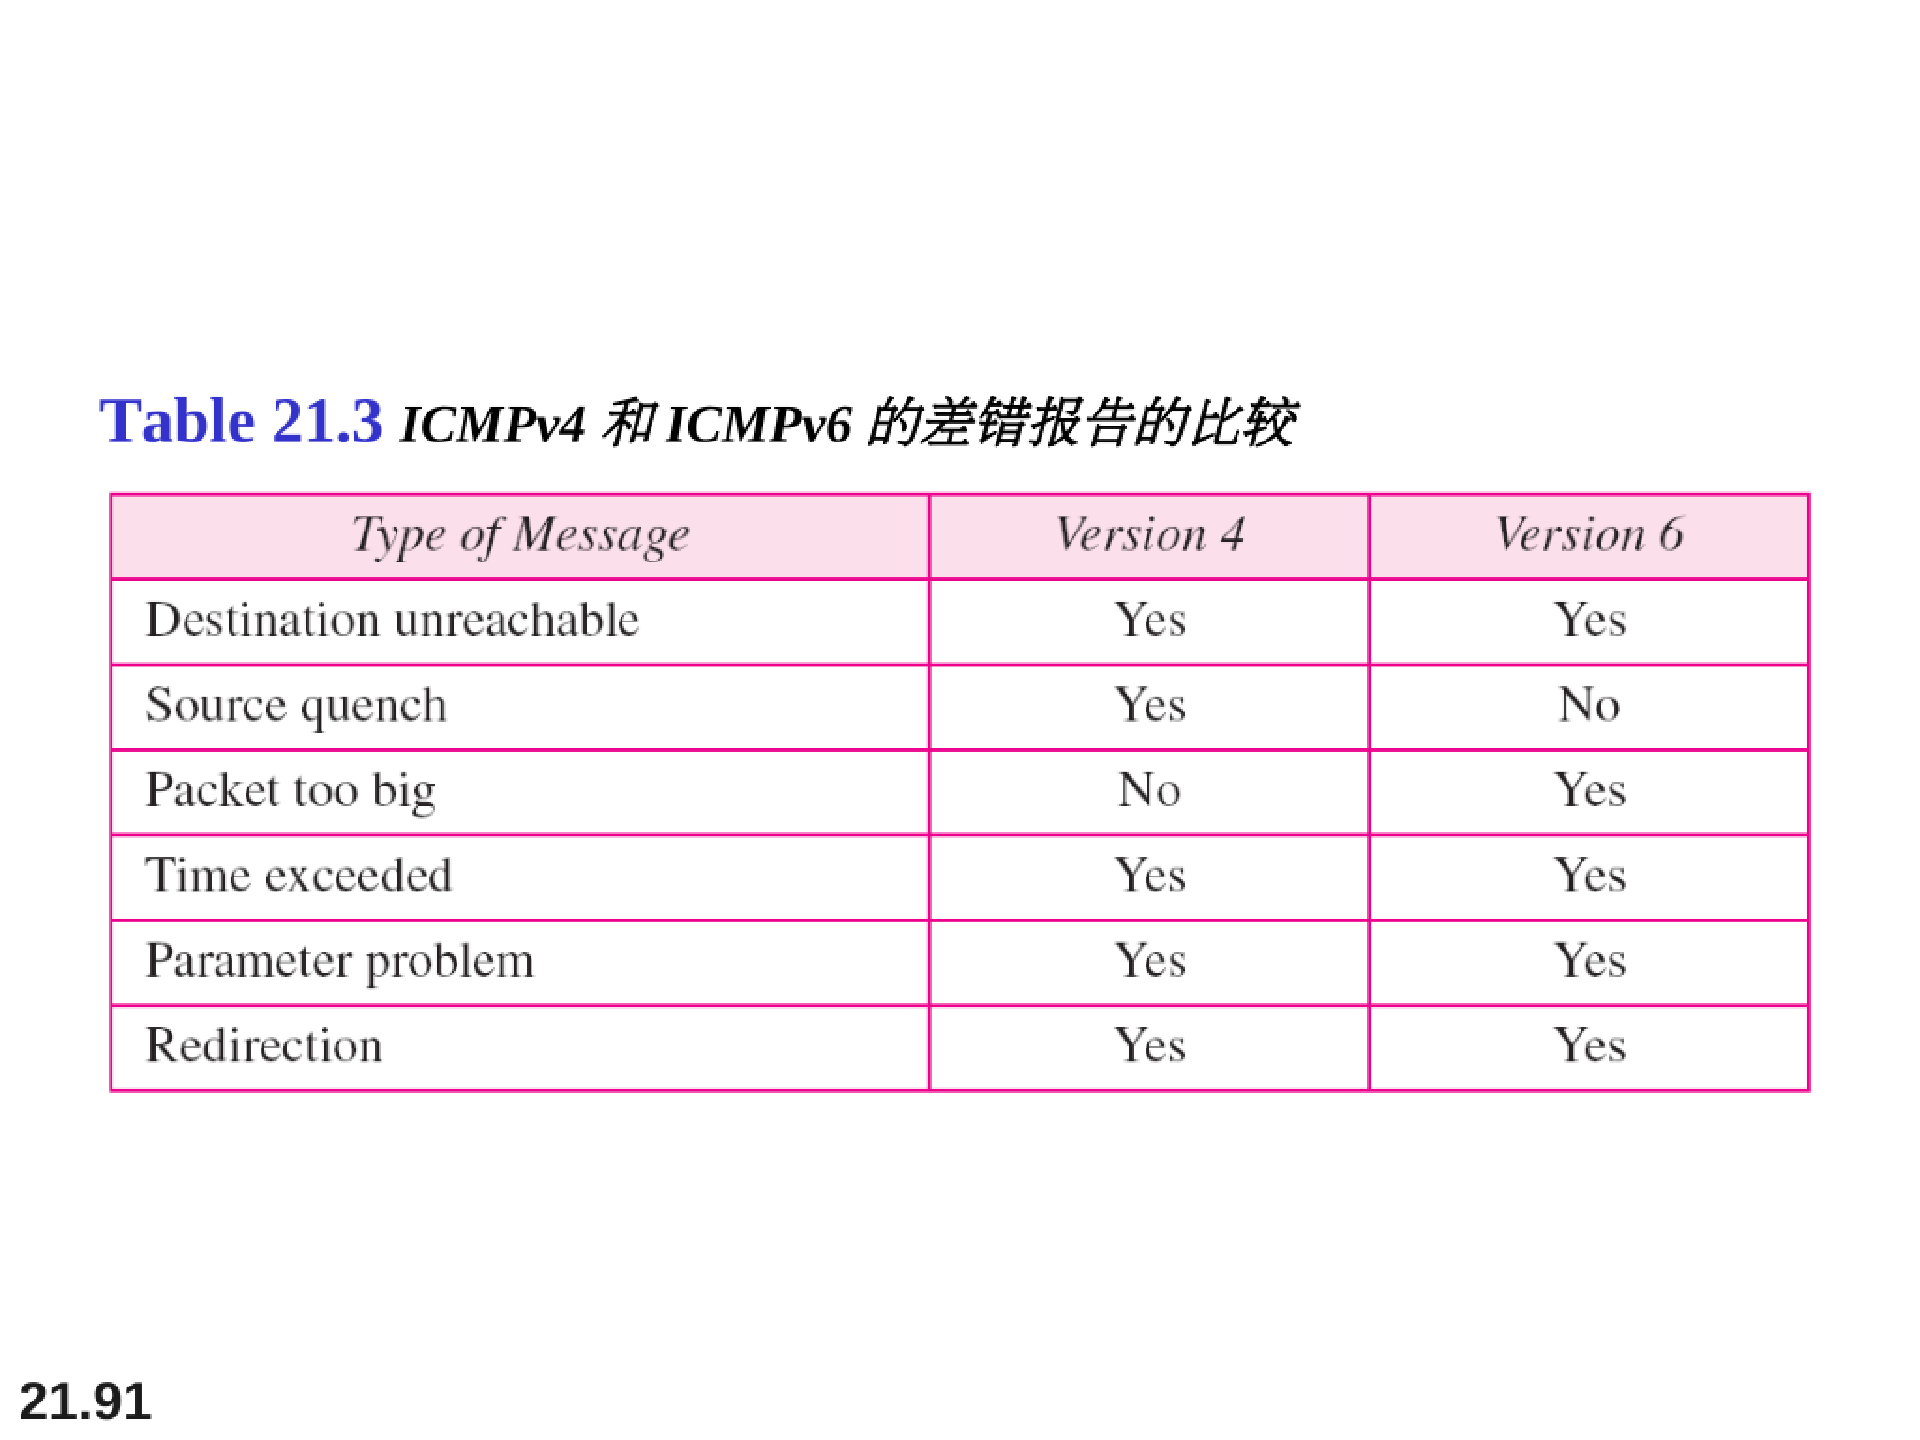 Table 21.3 ICMPv4 和 ICMPv6 的差错报告的比较
Type of Message Version 4 Version 6
Destination unreachable Yes Yes
Source quench Yes No
Packet too big No Yes
Time exceeded Yes Yes
Parameter problem Yes Yes
Redirection Yes Yes
21.91